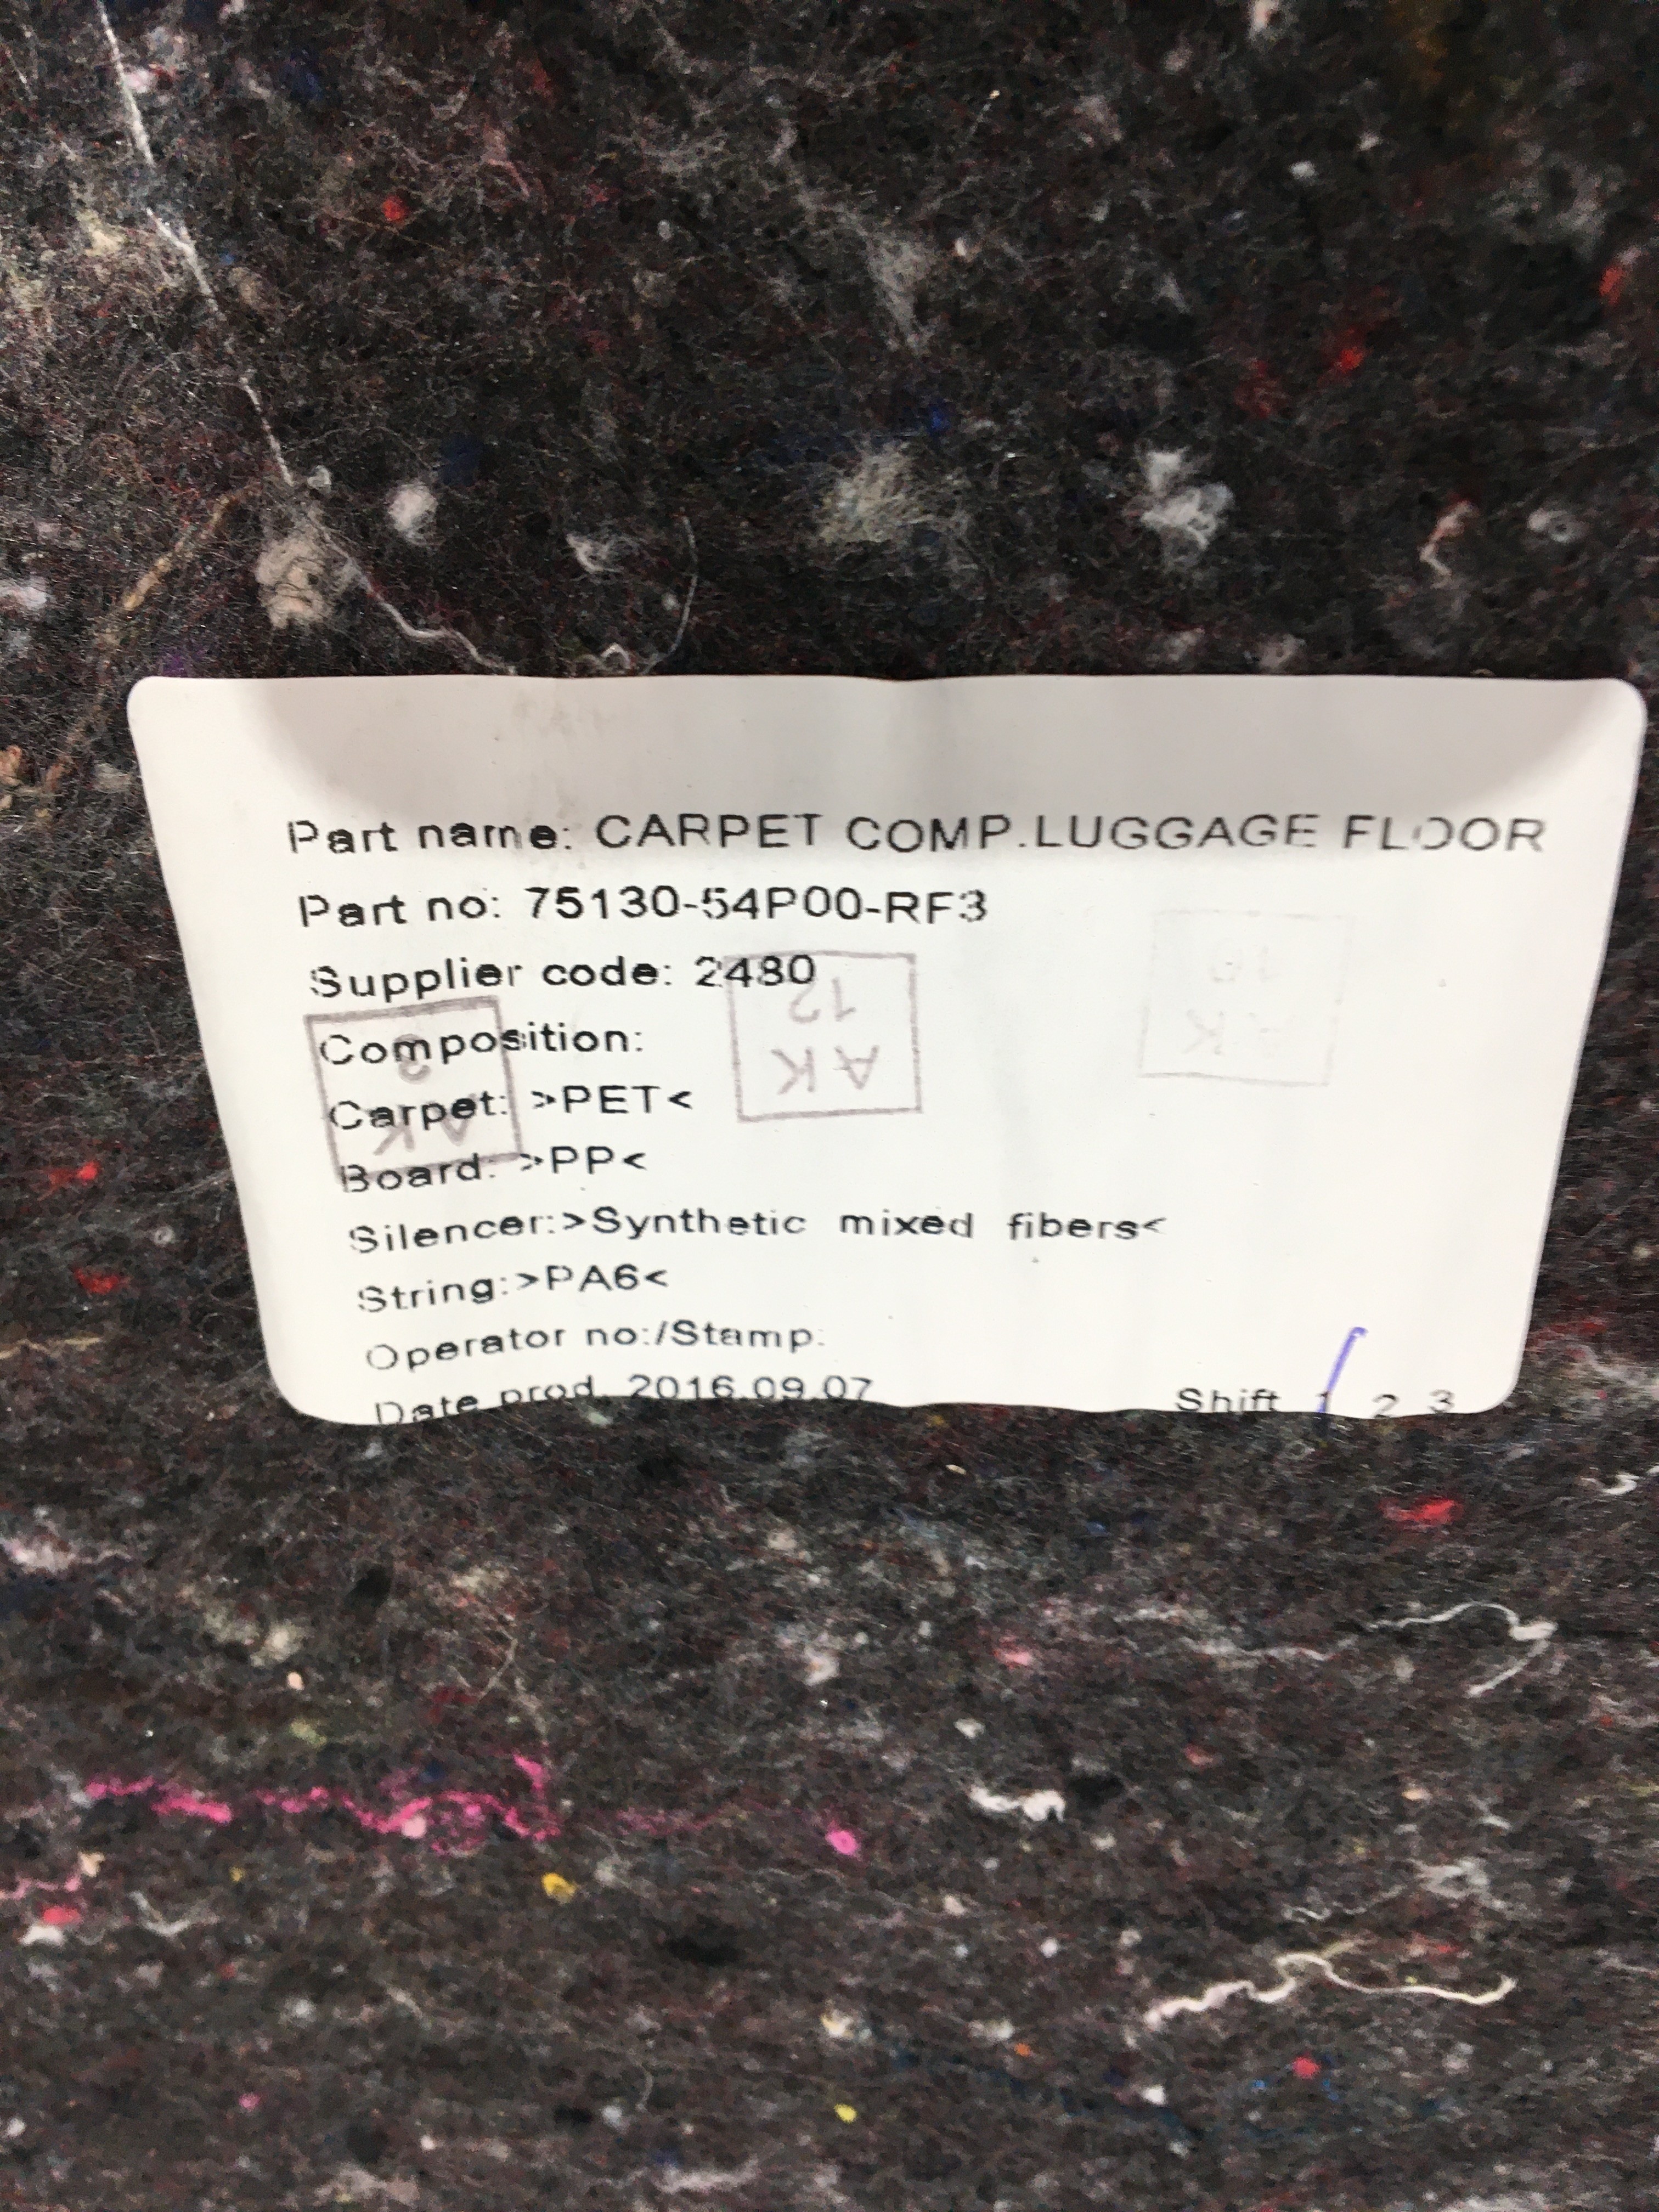 Part name: CARPET COMP.LUGGAGE FLOOR
Part no: 75130-54P00-RF3
Supplier code: 2480
Composition:
Carpet: >PET<
Board: >PP<
Silencer:>Synthetic mixed fibers<
String:>PA6<
Operator no:/Stamp:
Date prod. 2016.09.07 Shift 1 2 3
12
AK
3
AK
AK